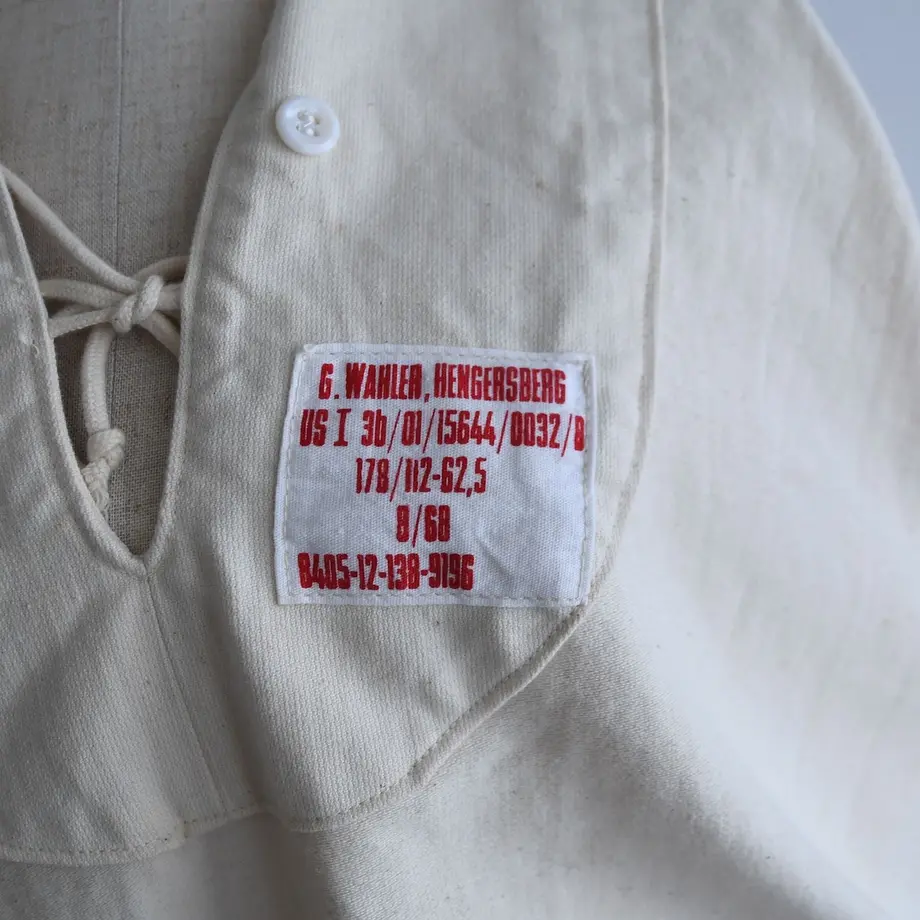 G. WAHLER, HENGERSBERG
US I 3b/01/15644/0032/8
178/112-62,5
8/68
8405-12-138-9196